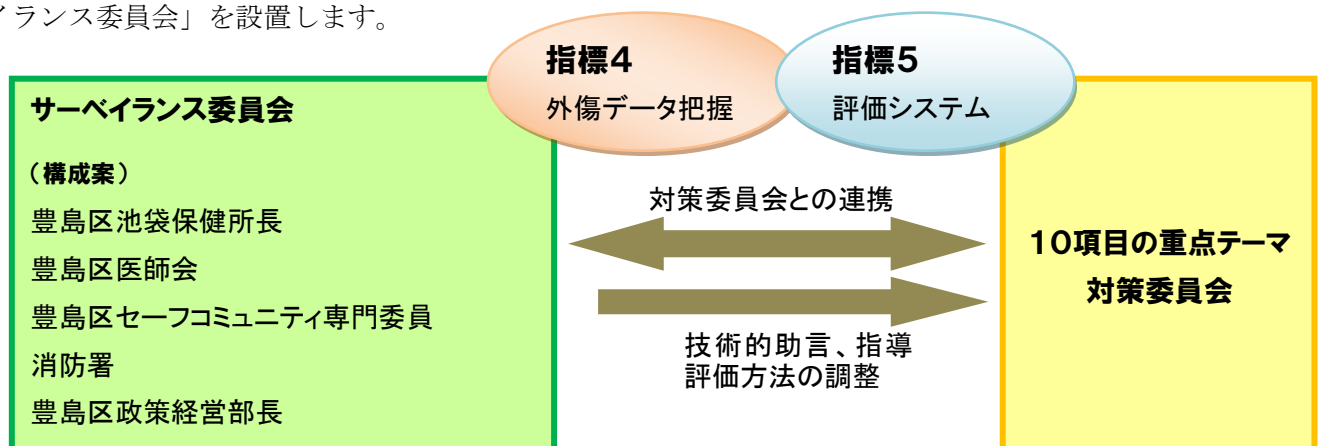 イランス委員会」を設置します。
指標4
外傷データ把握
指標5
評価システム
サーベイランス委員会
（構成案）
豊島区池袋保健所長
豊島区医師会
豊島区セーフコミュニティ専門委員
消防署
豊島区政策経営部長
対策委員会との連携
技術的助言、指導
評価方法の調整
10項目の重点テーマ
対策委員会